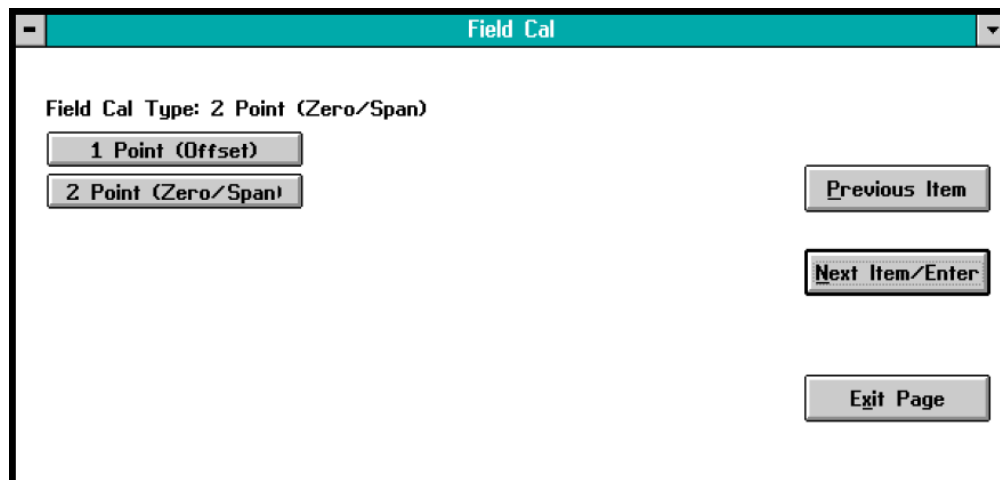 Field Cal
Field Cal Type: 2 Point (Zero/Span)
1 Point (Offset)
2 Point (Zero/Span)
Previous Item
Next Item/Enter
Exit Page